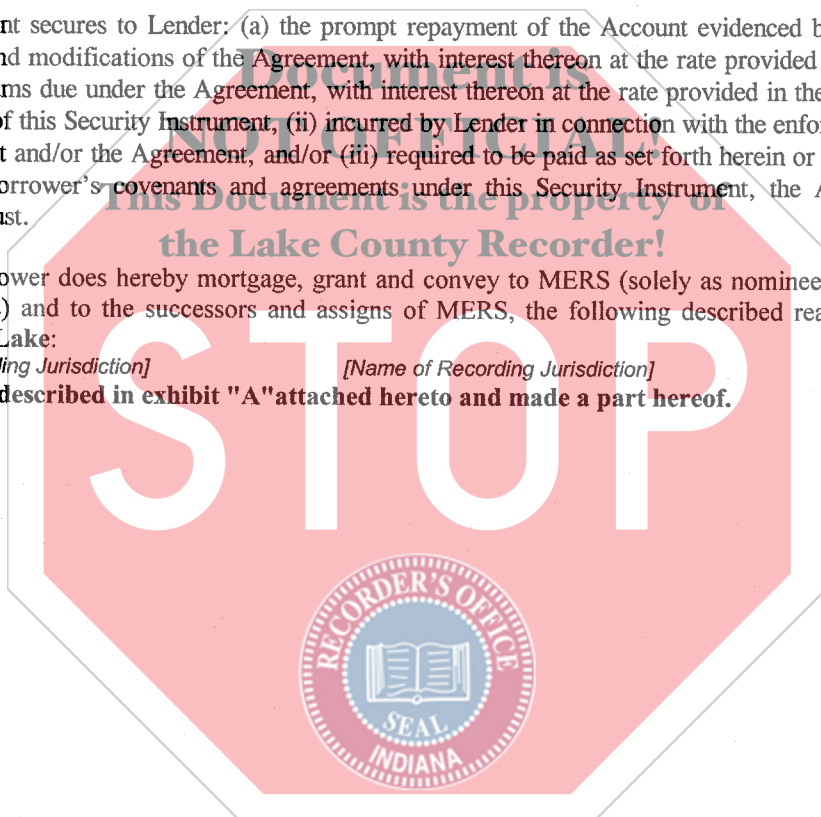 nt secures to Lender: (a) the prompt repayment of the Account evidenced b
nd modifications of the Agreement, with interest thereon at the rate provided
ms due under the Agreement, with interest thereon at the rate provided in the
of this Security Instrument, (ii) incurred by Lender in connection with the enfor
t and/or the Agreement, and/or (iii) required to be paid as set forth herein or
orrower's covenants and agreements under this Security Instrument, the A
ust.
ower does hereby mortgage, grant and convey to MERS (solely as nominee
.) and to the successors and assigns of MERS, the following described rea
Lake:
ling Jurisdiction] [Name of Recording Jurisdiction]
described in exhibit "A"attached hereto and made a part hereof.
Document is
NOT OFFICIAL!
This Document is the property of
the Lake County Recorder!
STOP
RECORDER'S OFFICE
SEAL
INDIANA